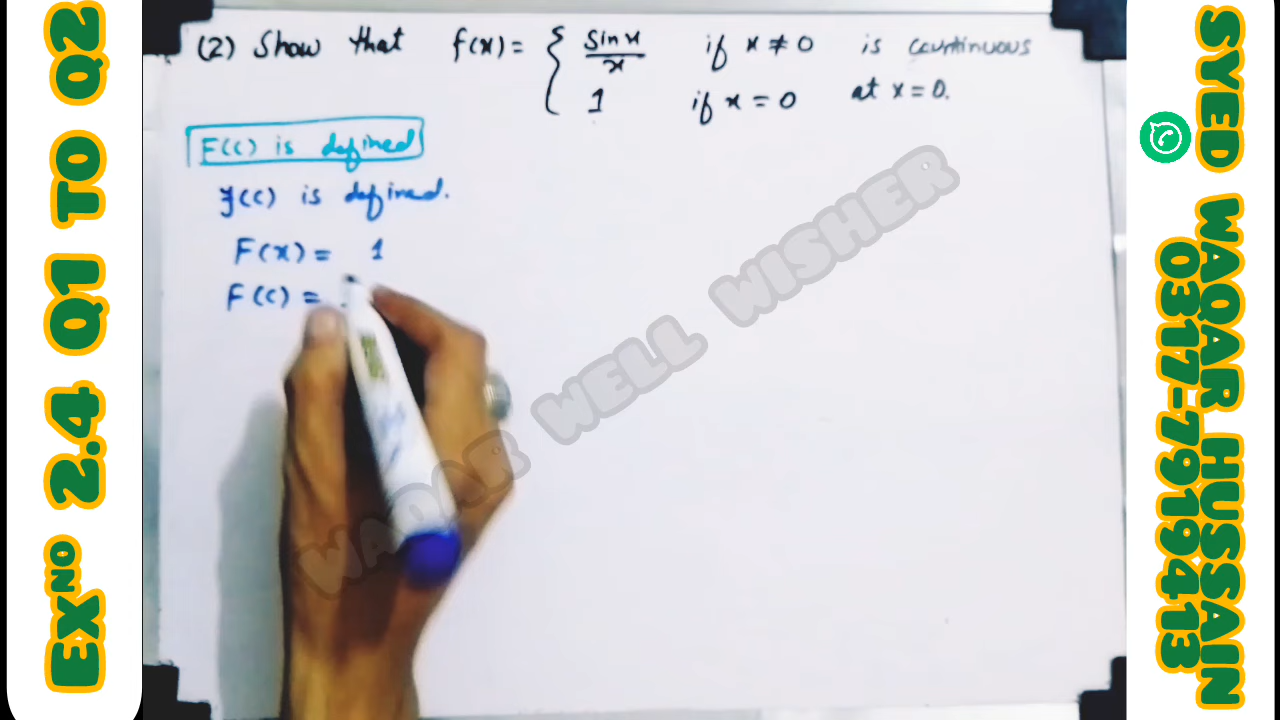 Exᴺᴼ 2.4 Q1 TO Q2
(2) Show that f(x) = { sin x / x if x ≠ 0 is countinuous
1 if x = 0 at x = 0.
F(c) is defined
f(c) is defined.
F(x) = 1
F(c) =
WAQAR WELL WISHER
SYED WAQAR HUSSAIN
0317-7919413